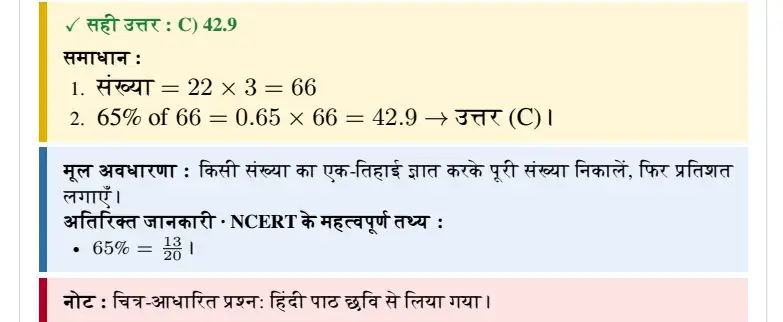 ✓ सही उत्तर : C) 42.9
समाधान :
1. संख्या = 22 × 3 = 66
2. 65% of 66 = 0.65 × 66 = 42.9 → उत्तर (C)।
मूल अवधारणा : किसी संख्या का एक-तिहाई ज्ञात करके पूरी संख्या निकालें, फिर प्रतिशत
लगाएँ।
अतिरिक्त जानकारी · NCERT के महत्वपूर्ण तथ्य :
• 65% = 13/20।
नोट : चित्र-आधारित प्रश्न: हिंदी पाठ छवि से लिया गया।